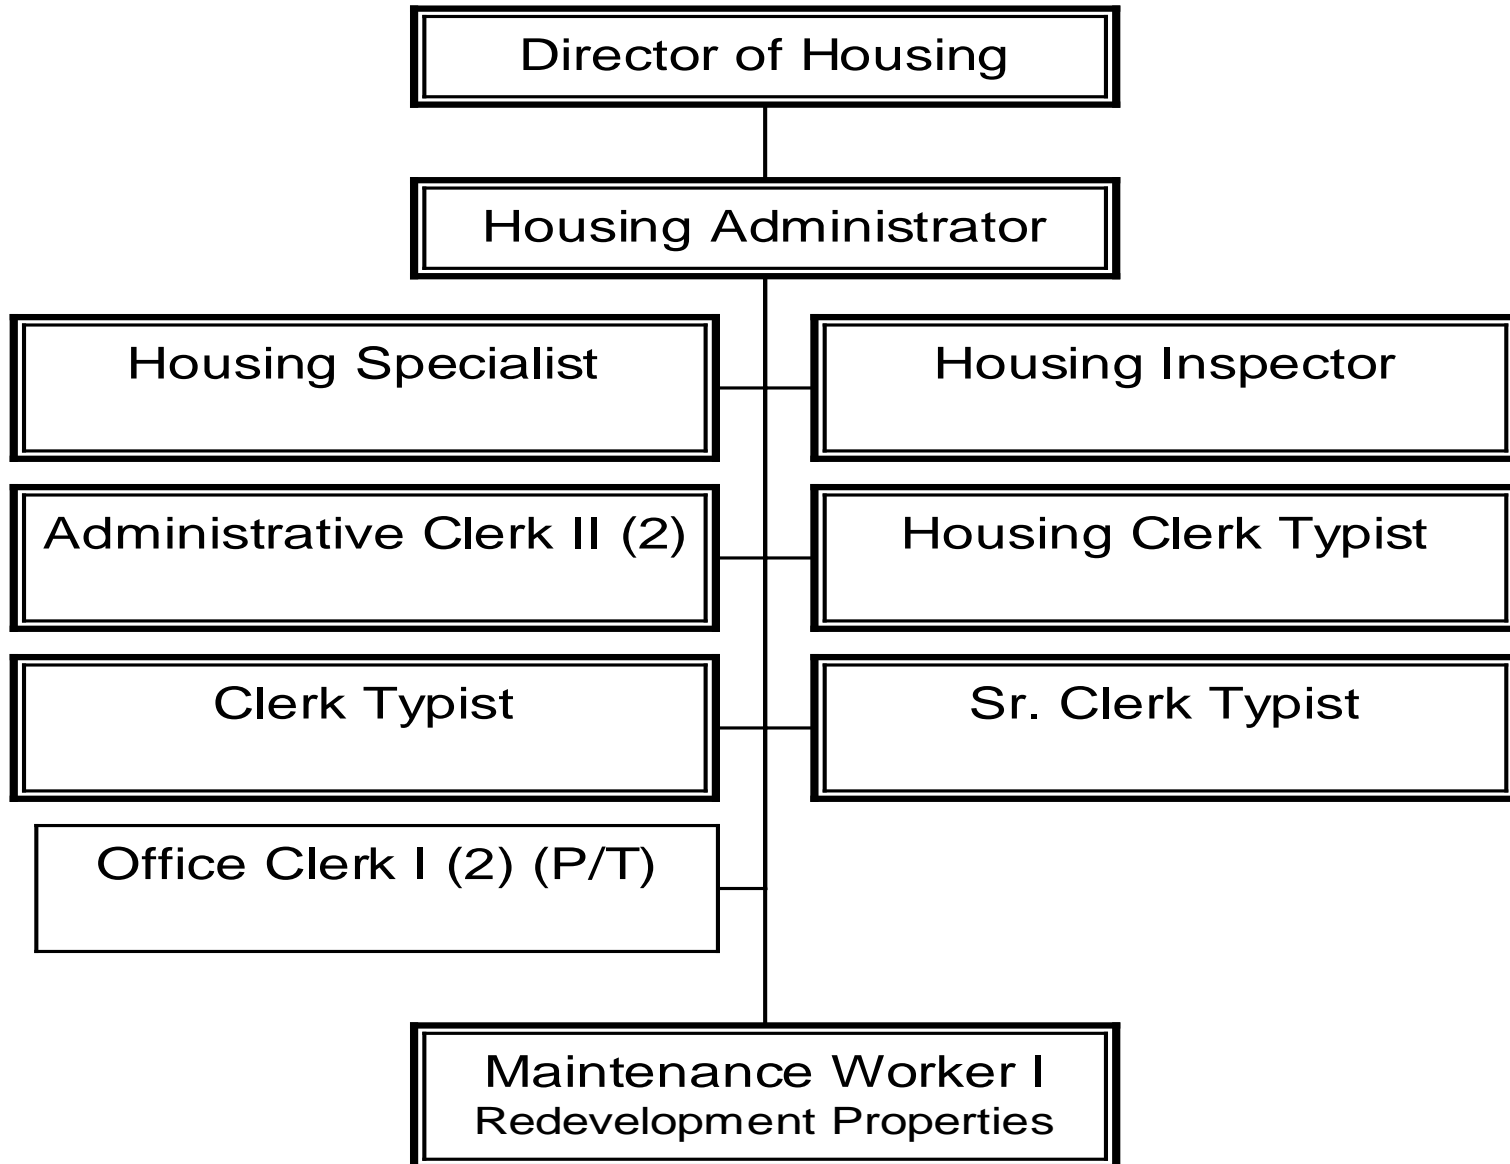 Director of Housing
Housing Administrator
Housing Specialist
Housing Inspector
Administrative Clerk II (2)
Housing Clerk Typist
Clerk Typist
Sr. Clerk Typist
Office Clerk I (2) (P/T)
Maintenance Worker I
Redevelopment Properties